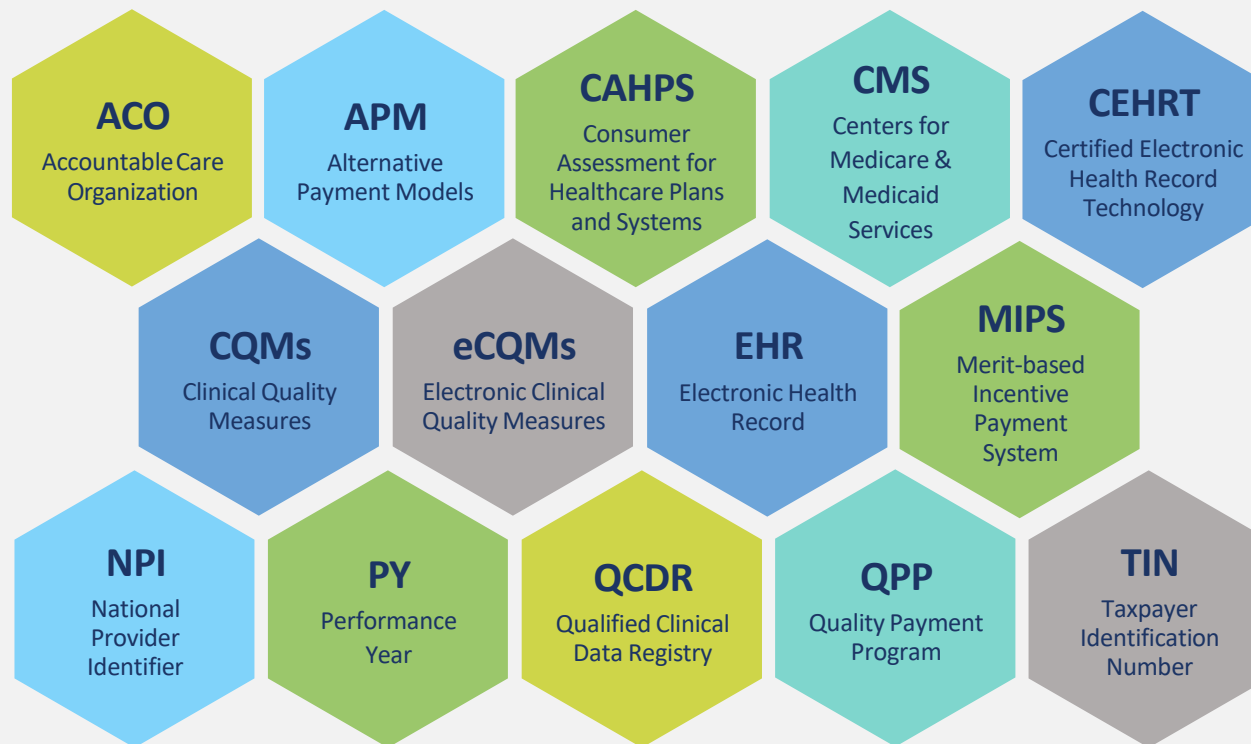 ACO
Accountable Care
Organization
APM
Alternative
Payment Models
CAHPS
Consumer
Assessment for
Healthcare Plans
and Systems
CMS
Centers for
Medicare &
Medicaid
Services
CEHRT
Certified Electronic
Health Record
Technology
CQMs
Clinical Quality
Measures
eCQMs
Electronic Clinical
Quality Measures
EHR
Electronic Health
Record
MIPS
Merit-based
Incentive
Payment
System
NPI
National
Provider
Identifier
PY
Performance
Year
QCDR
Qualified Clinical
Data Registry
QPP
Quality Payment
Program
TIN
Taxpayer
Identification
Number